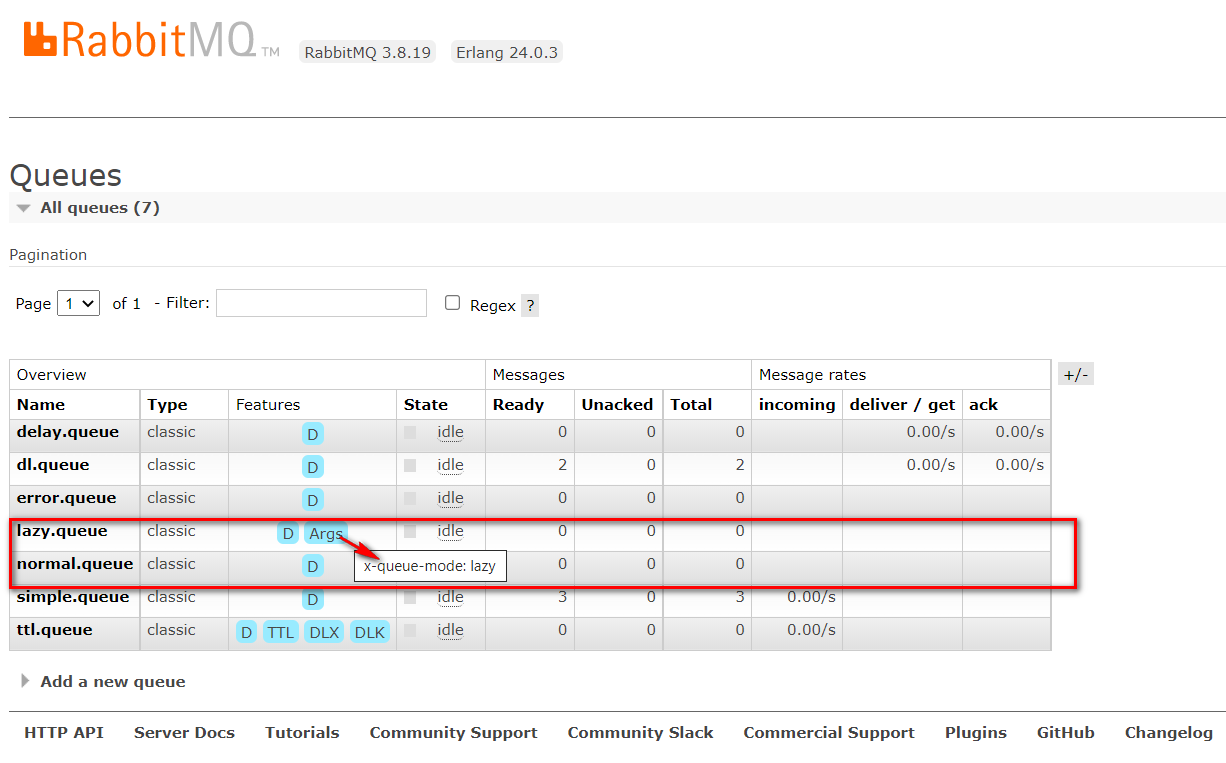 RabbitMQ TM RabbitMQ 3.8.19 Erlang 24.0.3
Queues
All queues (7)
Pagination
Page 1 of 1 - Filter: Regex ?
Overview Messages Message rates +/-
Name Type Features State Ready Unacked Total incoming deliver / get ack
delay.queue classic D idle 0 0 0 0.00/s 0.00/s
dl.queue classic D idle 2 0 2 0.00/s 0.00/s
error.queue classic D idle 0 0 0
lazy.queue classic D Args idle 0 0 0
normal.queue classic D x-queue-mode: lazy 0 0 0
simple.queue classic D idle 3 0 3 0.00/s
ttl.queue classic D TTL DLX DLK idle 0 0 0 0.00/s
Add a new queue
HTTP API Server Docs Tutorials Community Support Community Slack Commercial Support Plugins GitHub Changelog